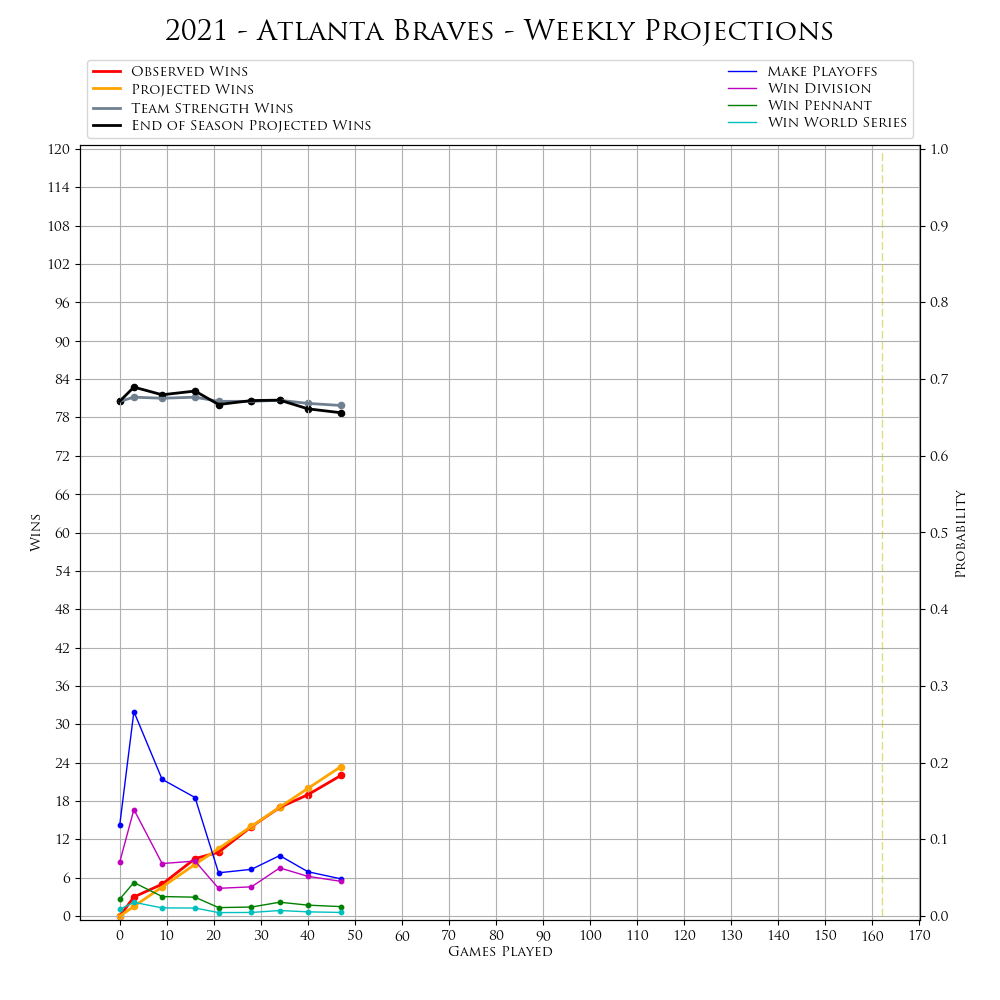 2021 - Atlanta Braves - Weekly Projections
Observed Wins
Projected Wins
Team Strength Wins
End of Season Projected Wins
Make Playoffs
Win Division
Win Pennant
Win World Series
120
114
108
102
96
90
84
78
72
66
60
54
48
42
36
30
24
18
12
6
0
Wins
1.0
0.9
0.8
0.7
0.6
0.5
0.4
0.3
0.2
0.1
0.0
Probability
0 10 20 30 40 50 60 70 80 90 100 110 120 130 140 150 160 170
Games Played